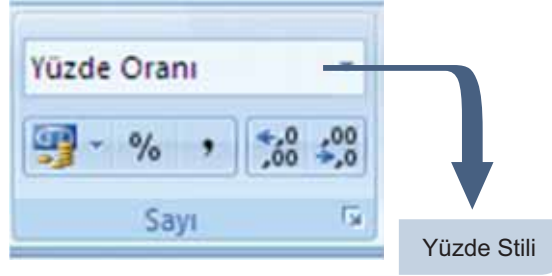 Yüzde Oranı
% , ,0 ,00 ,00 ,0
Sayı
Yüzde Stili